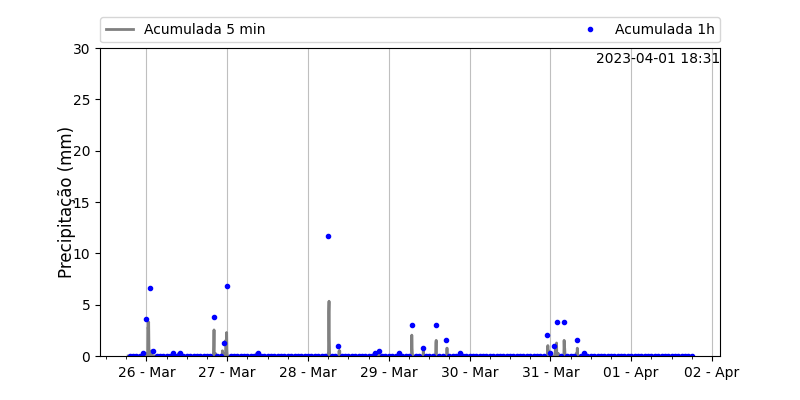 Acumulada 5 min
Acumulada 1h
2023-04-01 18:31
30
25
20
15
10
5
0
Precipitação (mm)
26 - Mar
27 - Mar
28 - Mar
29 - Mar
30 - Mar
31 - Mar
01 - Apr
02 - Apr